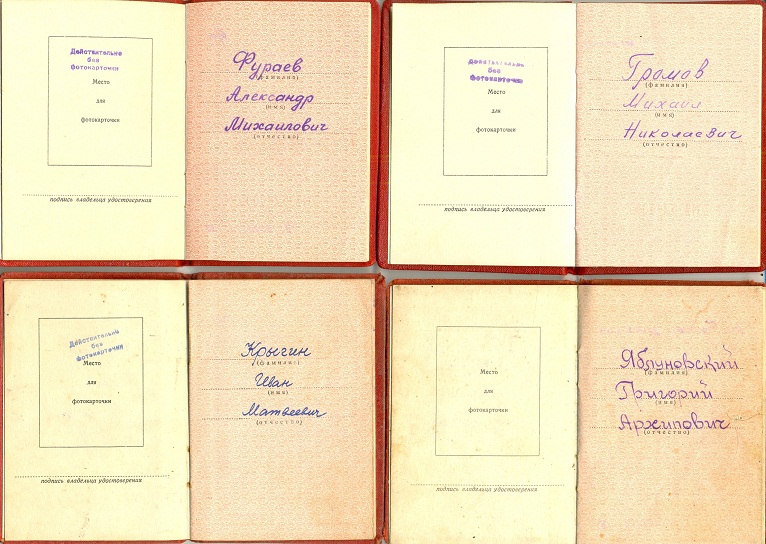 Действительно
без
фотокарточки
Место
для
фотокарточки
подпись владельца удостоверения
Фураев
(фамилия)
Александр
(имя)
Михаилович
(отчество)
Действительно
без
фотокарточки
Место
для
фотокарточки
подпись владельца удостоверения
Громов
(фамилия)
Михаил
(имя)
Николаевич
(отчество)
Действительно
без
фотокарточки
Место
для
фотокарточки
подпись владельца удостоверения
Крыгин
(фамилия)
Иван
(имя)
Матвеевич
(отчество)
Место
для
фотокарточки
подпись владельца удостоверения
Яблуновский
(фамилия)
Григорий
(имя)
Архипович
(отчество)